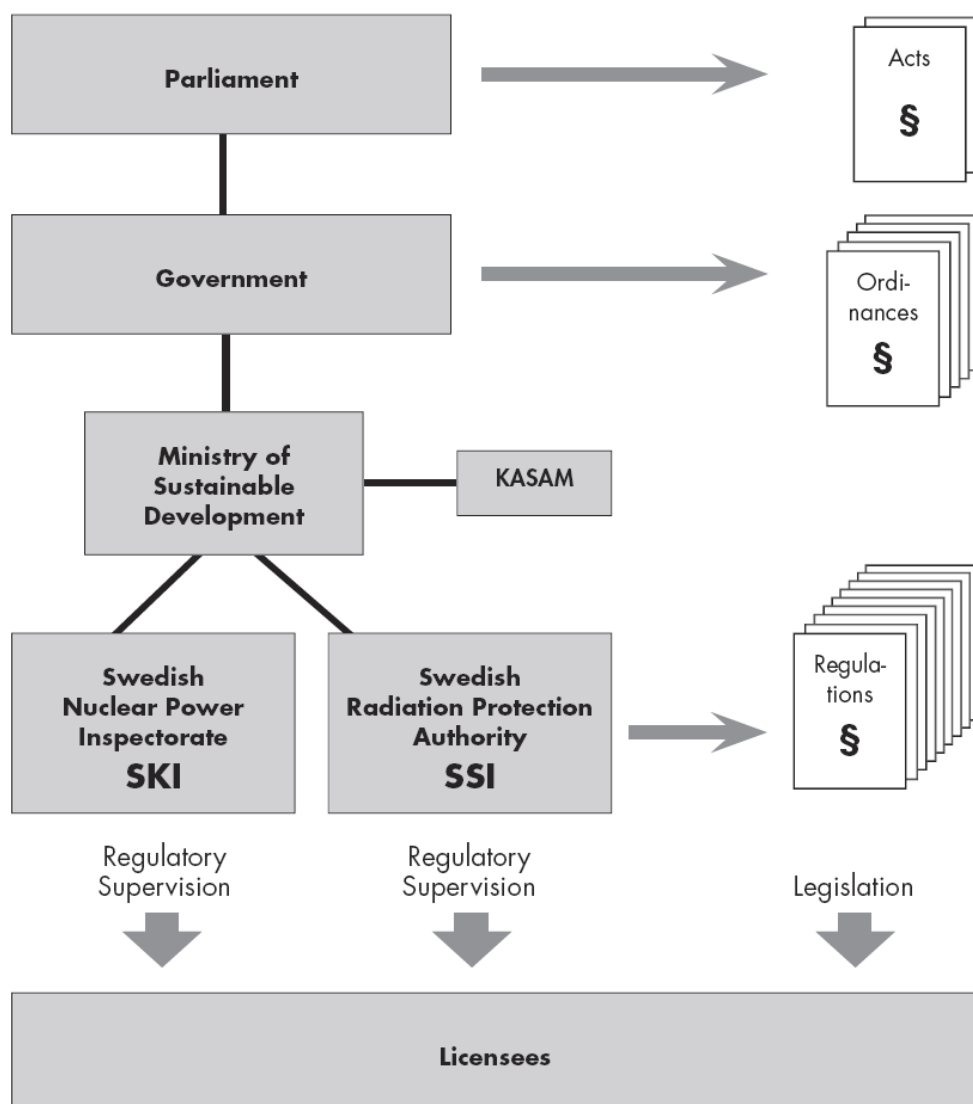 Parliament
Acts
§
Government
Ordi-
nances
§
Ministry of
Sustainable
Development
KASAM
Swedish
Nuclear Power
Inspectorate
SKI
Swedish
Radiation Protection
Authority
SSI
Regula-
tions
§
Regulatory
Supervision
Regulatory
Supervision
Legislation
Licensees